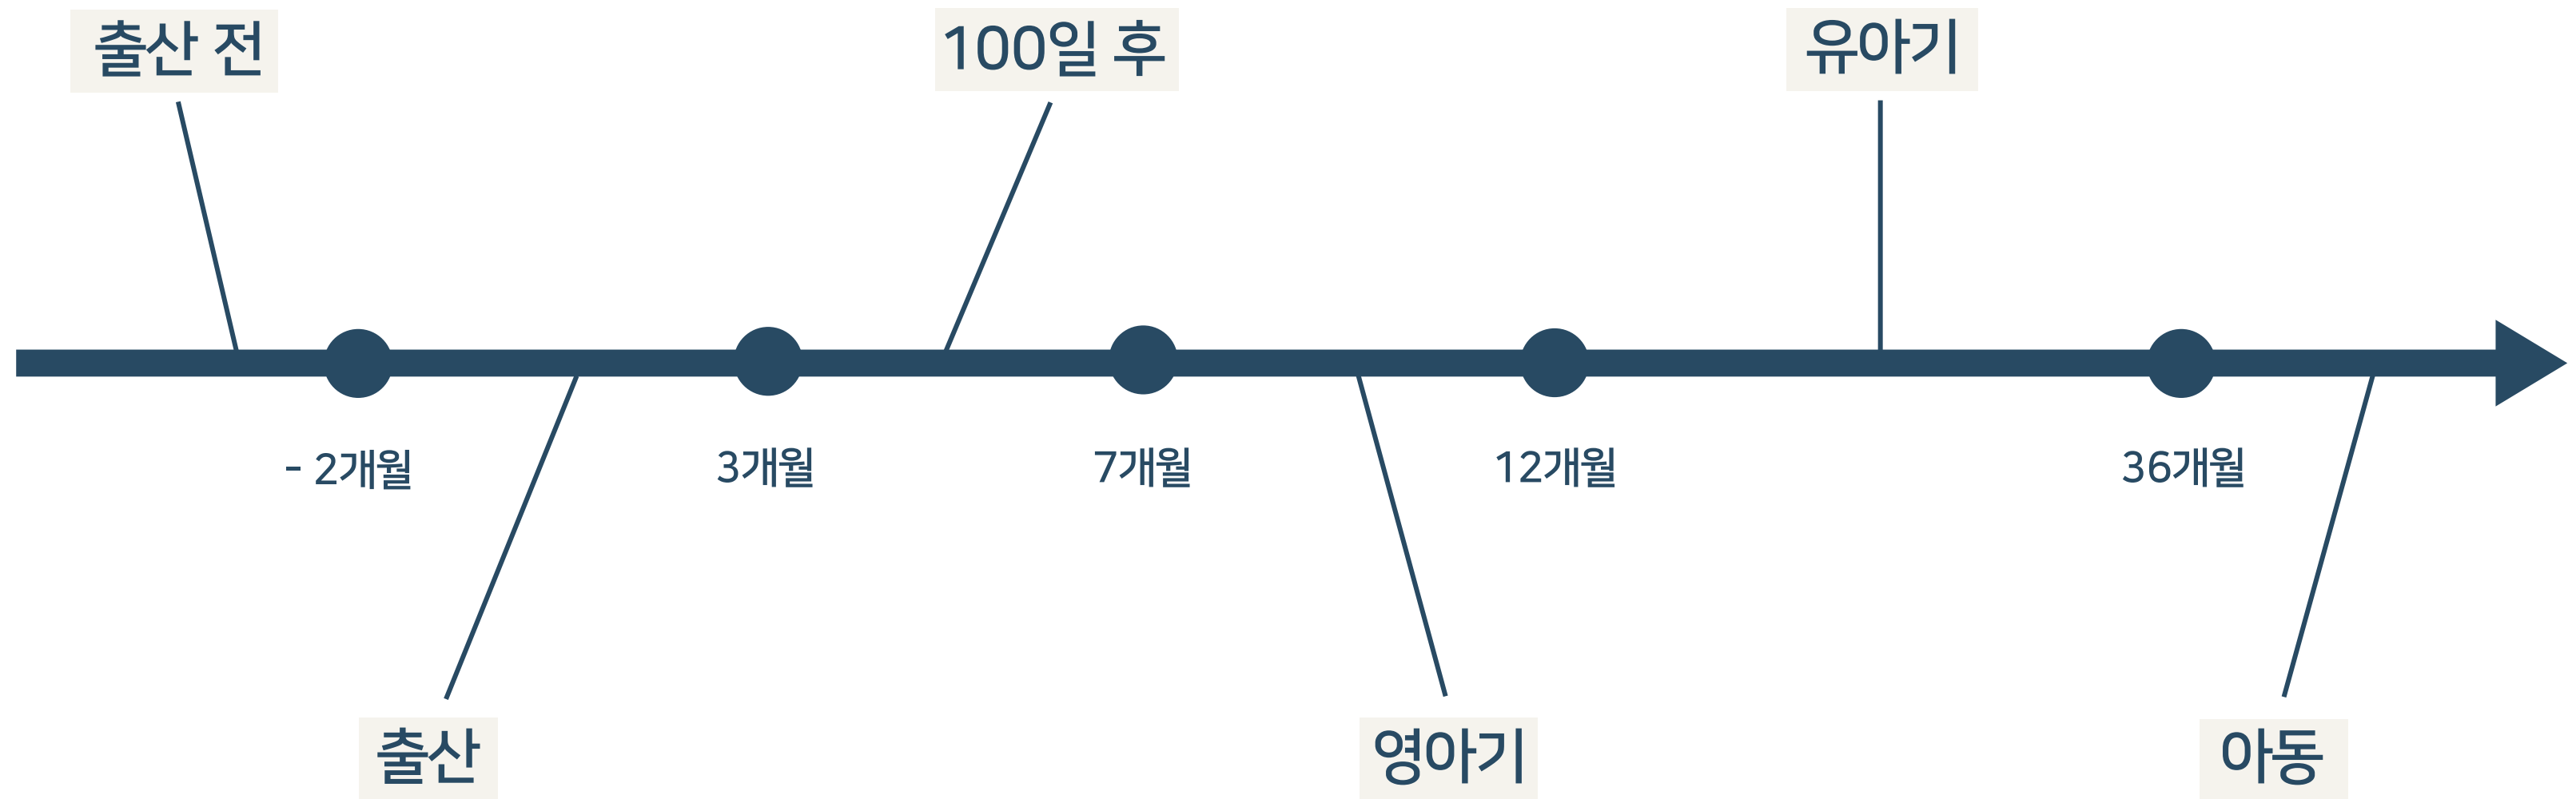 출산 전
100일 후
유아기
- 2개월
3개월
7개월
12개월
36개월
출산
영아기
아동